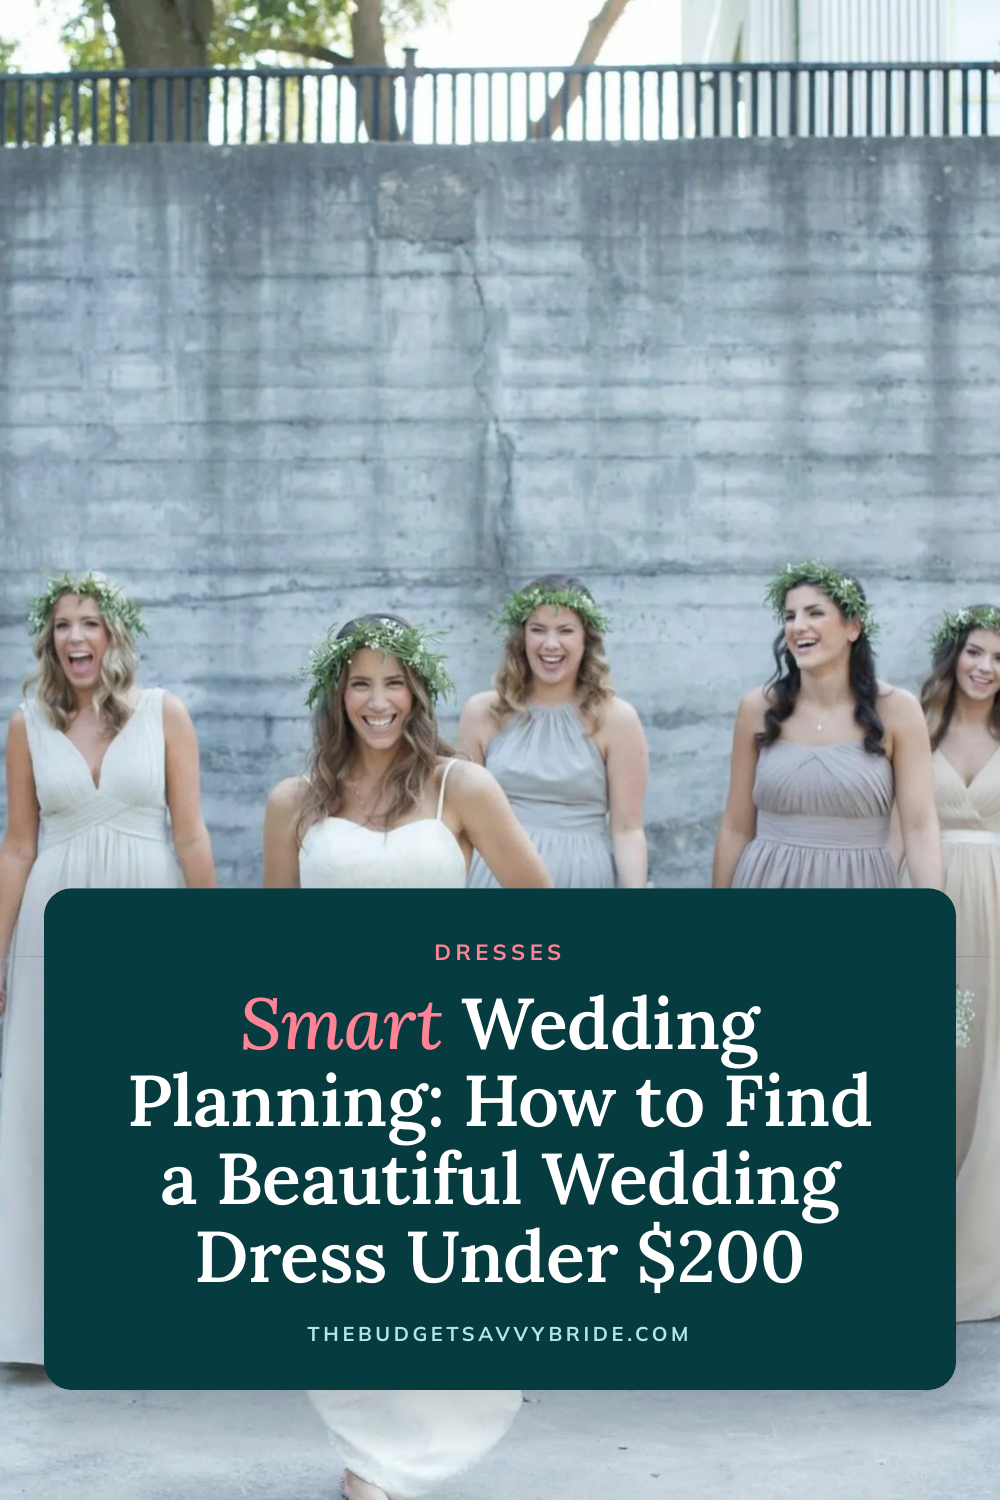 DRESSES
Smart Wedding
Planning: How to Find
a Beautiful Wedding
Dress Under $200
THEBUDGETSAVVYBRIDE.COM